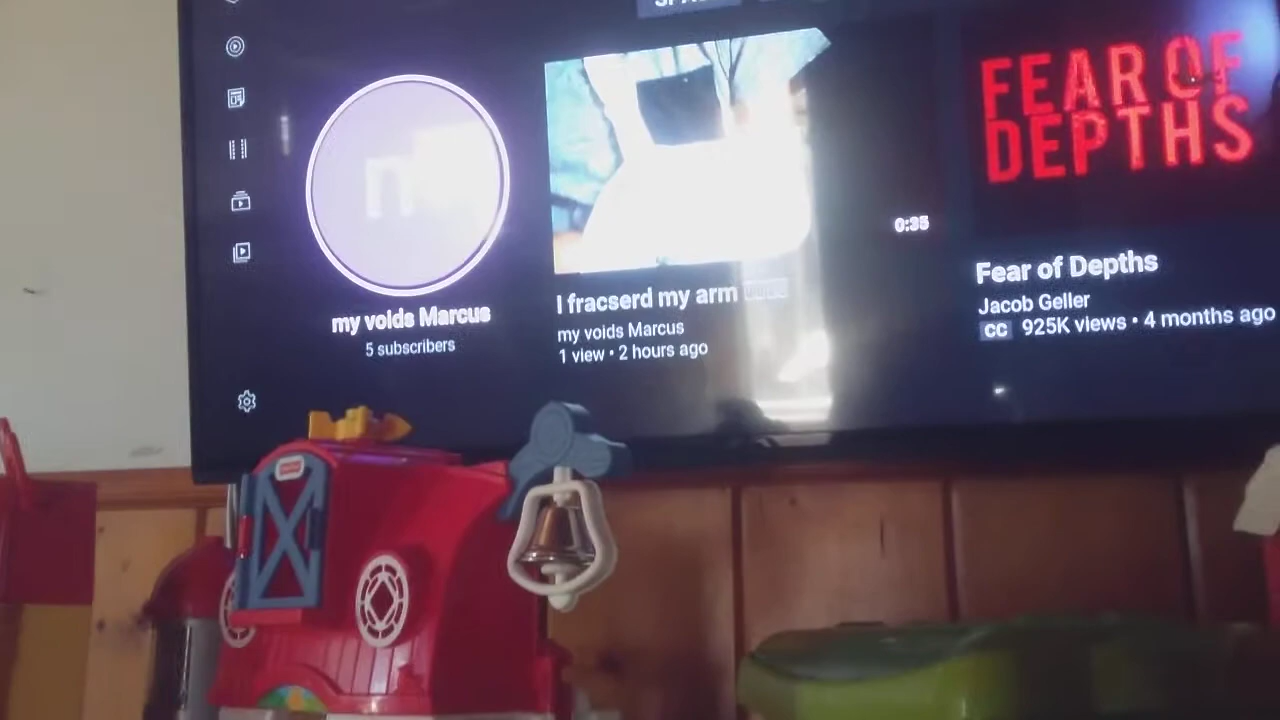 FEAR OF
DEPTHS
0:35
my voids Marcus
5 subscribers
I fracserd my arm
my voids Marcus
1 view • 2 hours ago
Fear of Depths
Jacob Geller
CC 925K views • 4 months ago